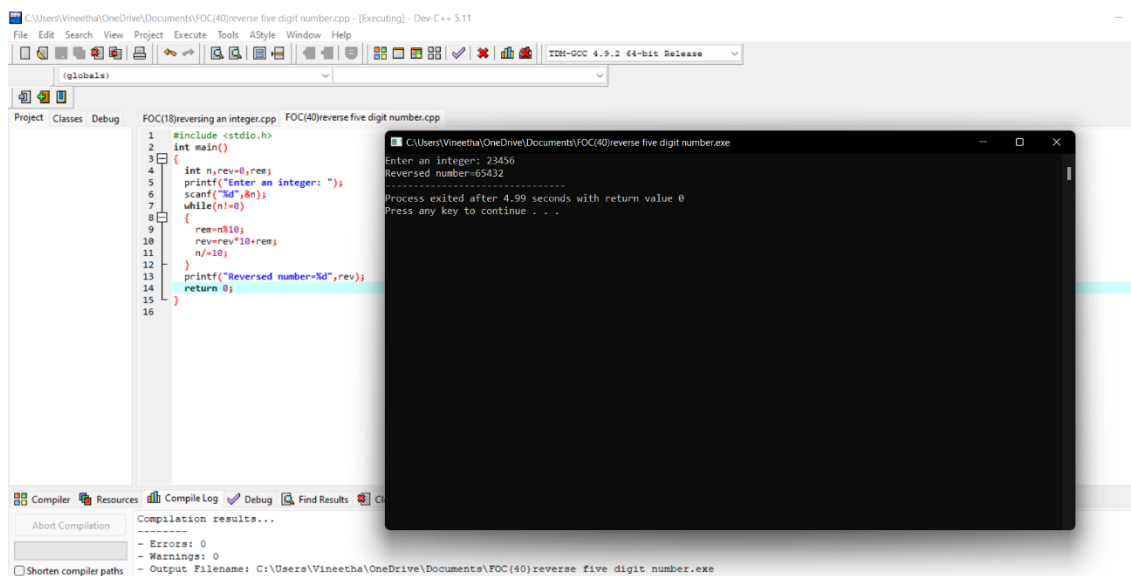 C:\Users\Vineetha\OneDrive\Documents\FOC(40)reverse five digit number.cpp - [Executing] - Dev-C++ 5.11
File Edit Search View Project Execute Tools AStyle Window Help
TDM-GCC 4.9.2 64-bit Release
(globals)
Project Classes Debug
FOC(18)reversing an integer.cpp FOC(40)reverse five digit number.cpp
1 #include <stdio.h>
2 int main()
3 {
4 int n,rev=0,rem;
5 printf("Enter an integer: ");
6 scanf("%d",&n);
7 while(n!=0)
8 {
9 rem=n%10;
10 rev=rev*10+rem;
11 n/=10;
12 }
13 printf("Reversed number=%d",rev);
14 return 0;
15 }
16
C:\Users\Vineetha\OneDrive\Documents\FOC(40)reverse five digit number.exe
Enter an integer: 23456
Reversed number=65432
--------------------------------
Process exited after 4.99 seconds with return value 0
Press any key to continue . . .
Compiler Resources Compile Log Debug Find Results Cl
Abort Compilation
Shorten compiler paths
Compilation results...
--------
- Errors: 0
- Warnings: 0
- Output Filename: C:\Users\Vineetha\OneDrive\Documents\FOC(40)reverse five digit number.exe